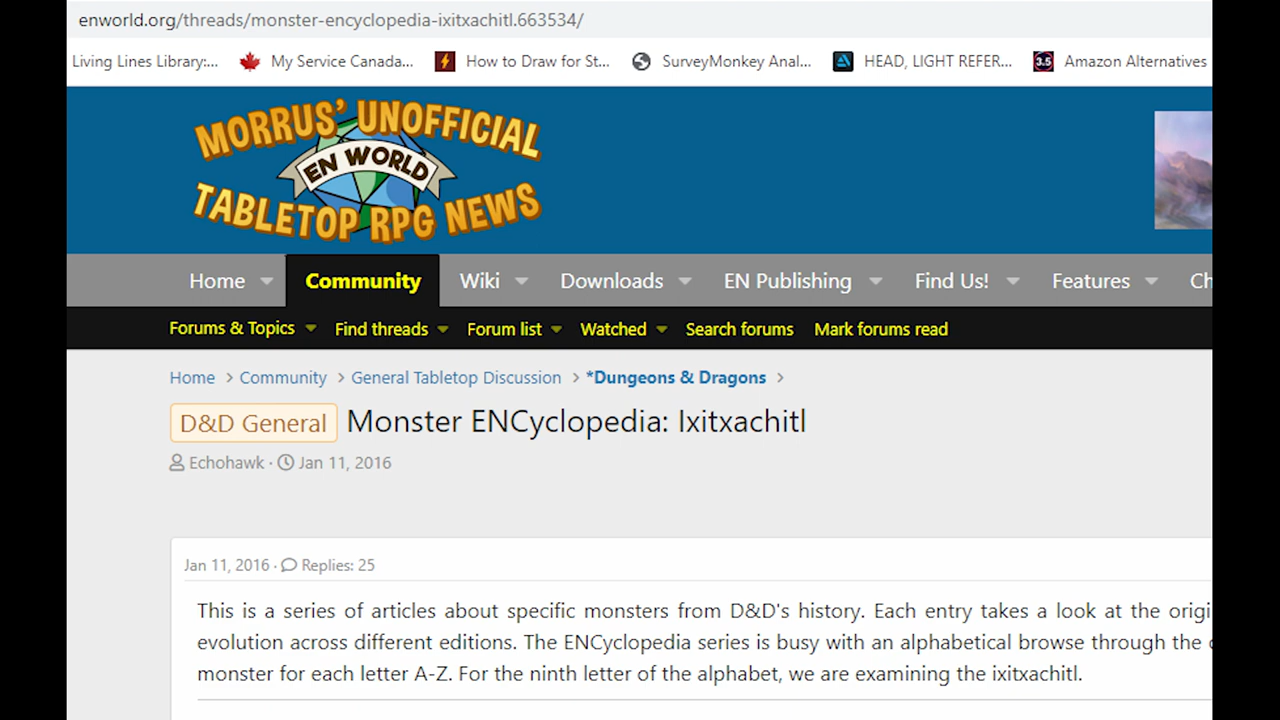 enworld.org/threads/monster-encyclopedia-ixitxachitl.663534/
Living Lines Library:... My Service Canada... How to Draw for St... SurveyMonkey Anal... HEAD, LIGHT REFER... 3.5 Amazon Alternatives
MORRUS' UNOFFICIAL
EN WORLD
TABLETOP RPG NEWS
Home Community Wiki Downloads EN Publishing Find Us! Features Ch
Forums & Topics Find threads Forum list Watched Search forums Mark forums read
Home > Community > General Tabletop Discussion > *Dungeons & Dragons >
D&D General Monster ENCyclopedia: Ixitxachitl
Echohawk · Jan 11, 2016
Jan 11, 2016 · Replies: 25
This is a series of articles about specific monsters from D&D's history. Each entry takes a look at the origi
evolution across different editions. The ENCyclopedia series is busy with an alphabetical browse through the
monster for each letter A-Z. For the ninth letter of the alphabet, we are examining the ixitxachitl.